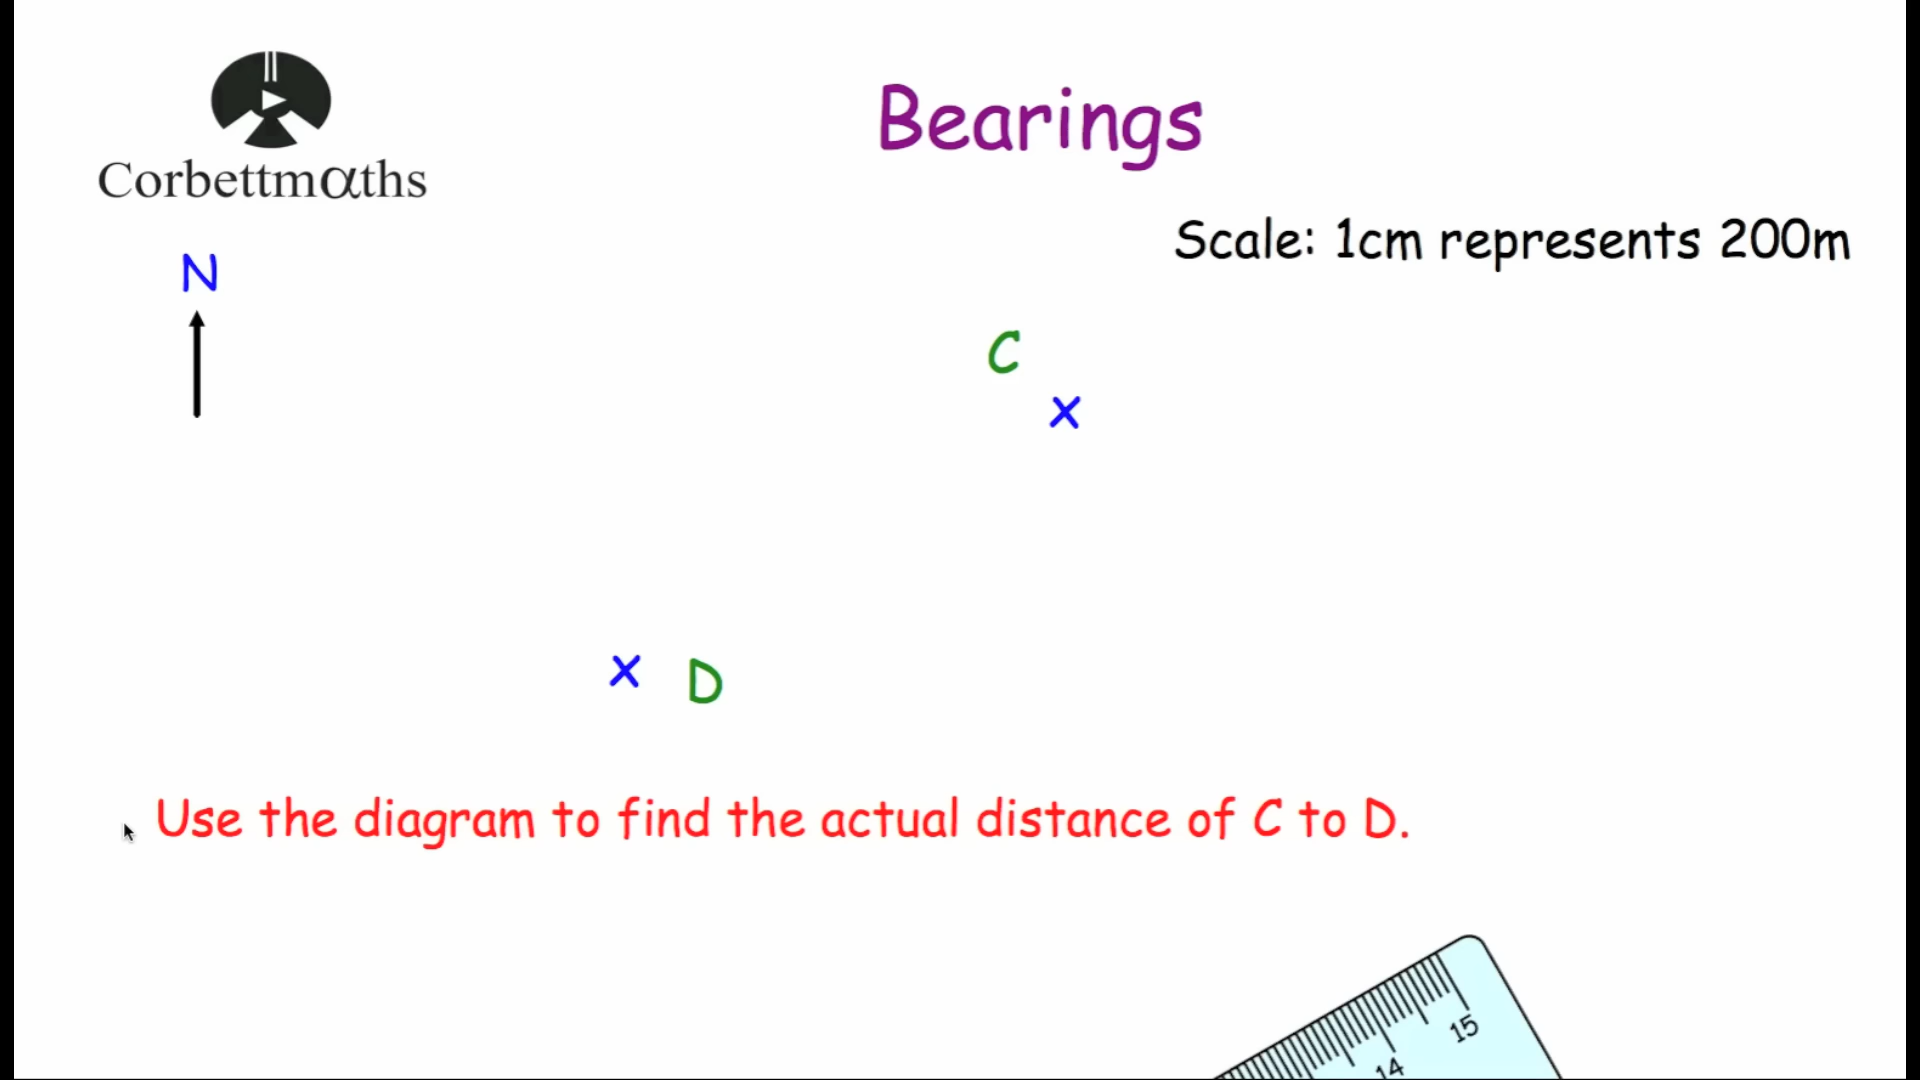 Corbettmαths
Bearings
Scale: 1cm represents 200m
N
C
x
x D
Use the diagram to find the actual distance of C to D.
15
14